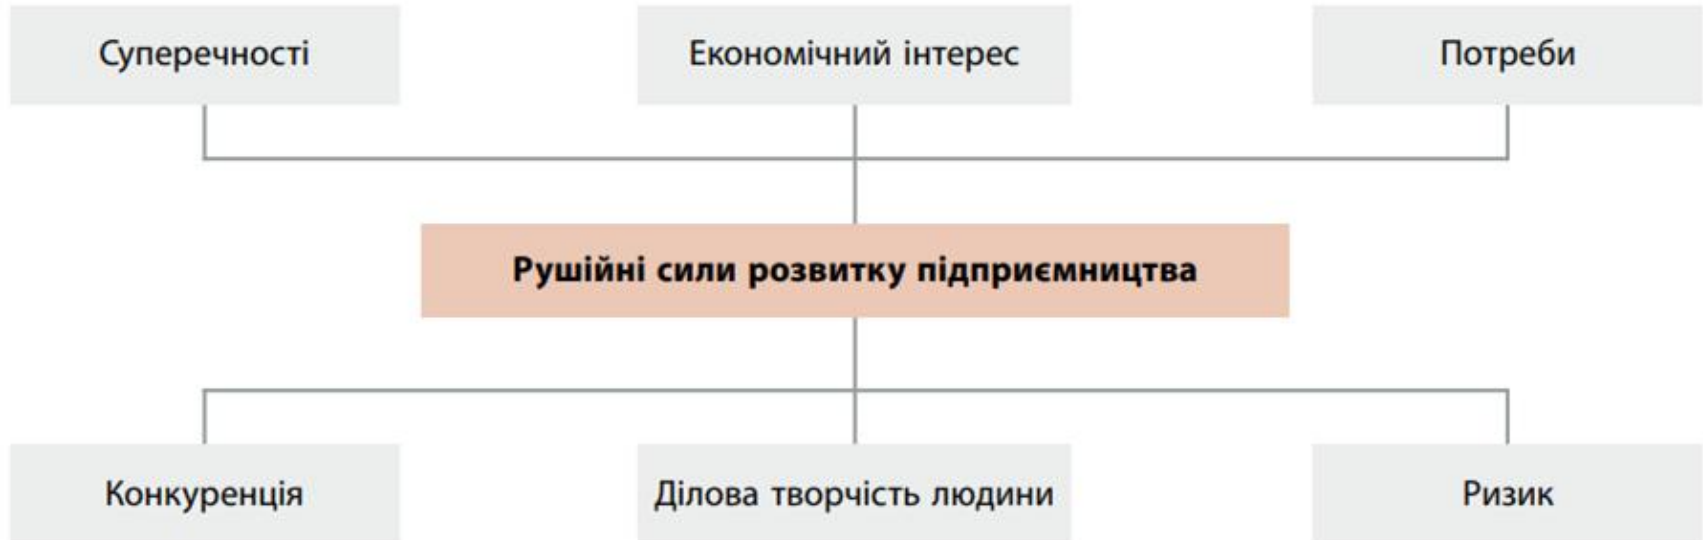 Суперечності
Економічний інтерес
Потреби
Рушійні сили розвитку підприємництва
Конкуренція
Ділова творчість людини
Ризик